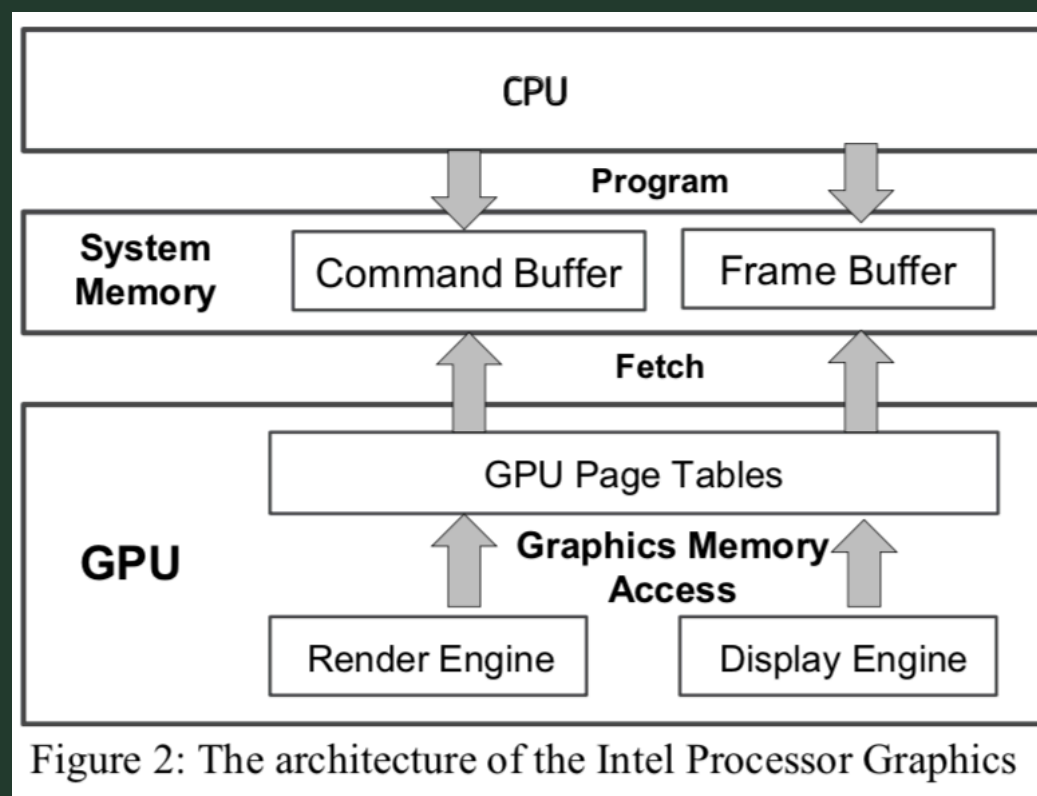 CPU
Program
System
Memory
Command Buffer
Frame Buffer
Fetch
GPU Page Tables
GPU
Graphics Memory
Access
Render Engine
Display Engine
Figure 2: The architecture of the Intel Processor Graphics